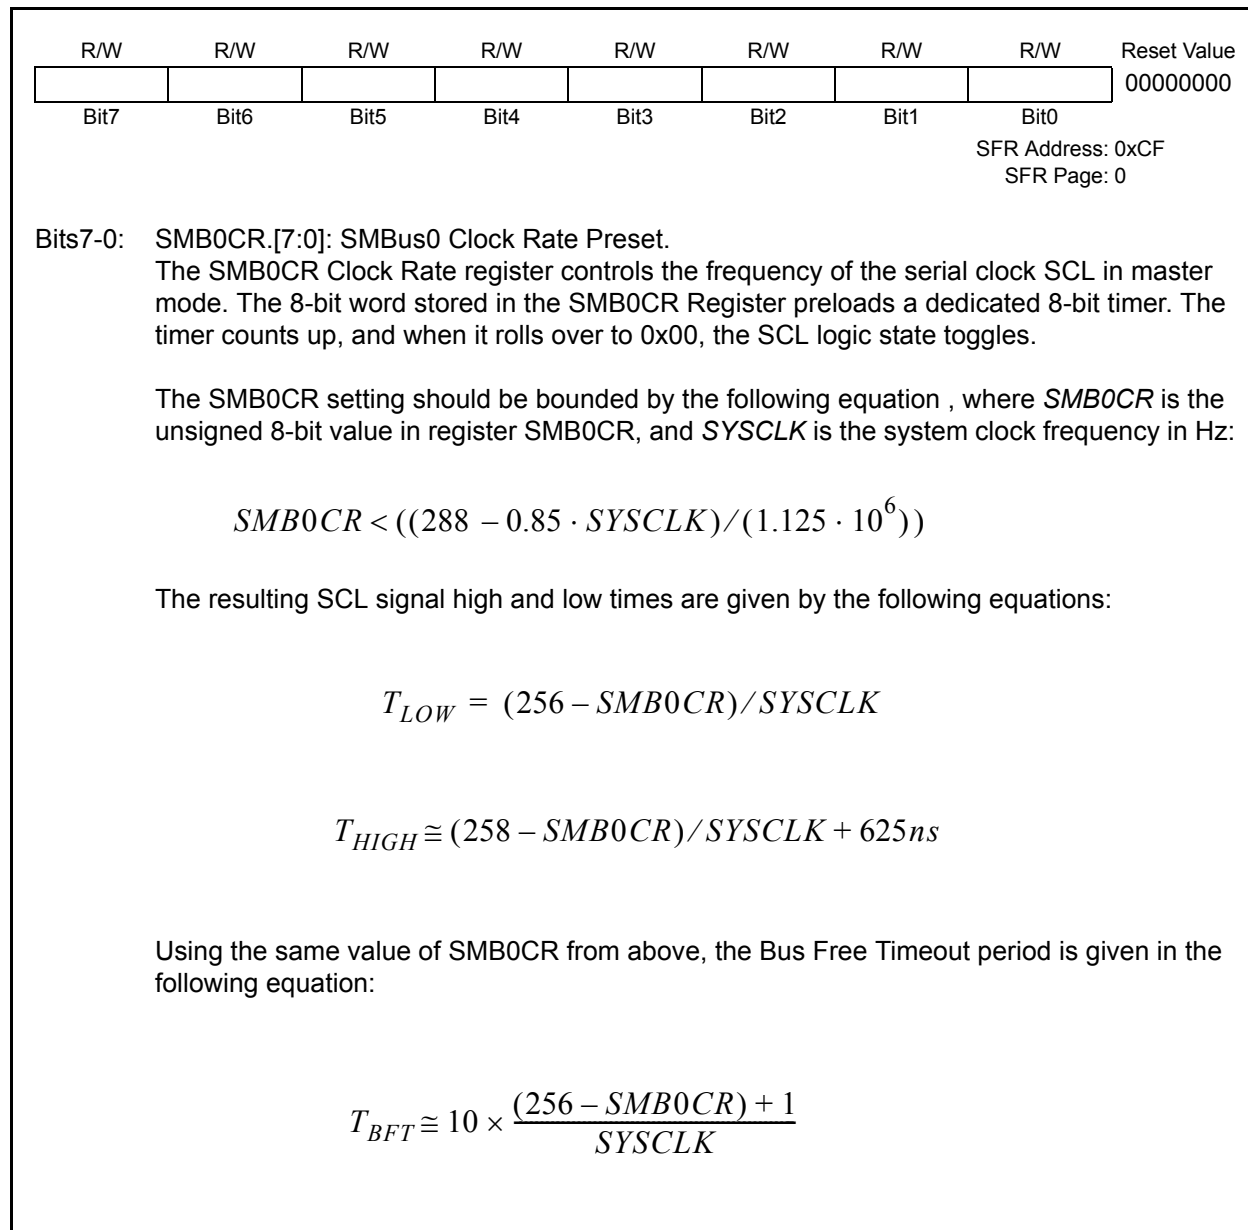 R/W R/W R/W R/W R/W R/W R/W R/W Reset Value
00000000
Bit7 Bit6 Bit5 Bit4 Bit3 Bit2 Bit1 Bit0
SFR Address: 0xCF
SFR Page: 0
Bits7-0: SMB0CR.[7:0]: SMBus0 Clock Rate Preset.
The SMB0CR Clock Rate register controls the frequency of the serial clock SCL in master
mode. The 8-bit word stored in the SMB0CR Register preloads a dedicated 8-bit timer. The
timer counts up, and when it rolls over to 0x00, the SCL logic state toggles.
The SMB0CR setting should be bounded by the following equation , where SMB0CR is the
unsigned 8-bit value in register SMB0CR, and SYSCLK is the system clock frequency in Hz:
SMB0CR < ((288 – 0.85 ⋅ SYSCLK)/(1.125 ⋅ 10^6))
The resulting SCL signal high and low times are given by the following equations:
T_LOW = (256 – SMB0CR)/SYSCLK
T_HIGH ≅ (258 – SMB0CR)/SYSCLK + 625ns
Using the same value of SMB0CR from above, the Bus Free Timeout period is given in the
following equation:
T_BFT ≅ 10 × (256 – SMB0CR) + 1
SYSCLK